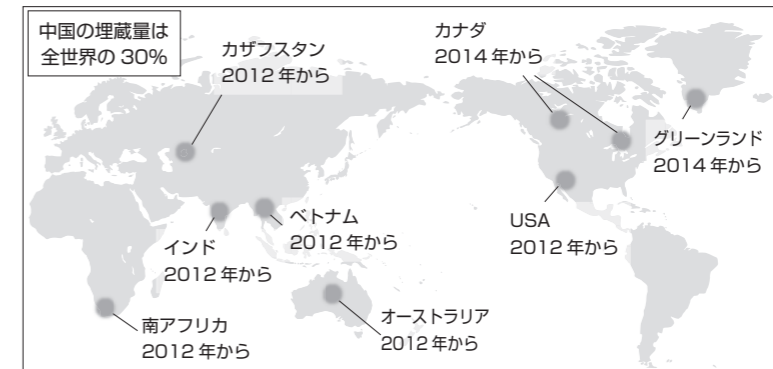 中国の埋蔵量は
全世界の 30%
カザフスタン
2012 年から
カナダ
2014 年から
グリーンランド
2014 年から
ベトナム
2012 年から
USA
2012 年から
インド
2012 年から
オーストラリア
2012 年から
南アフリカ
2012 年から